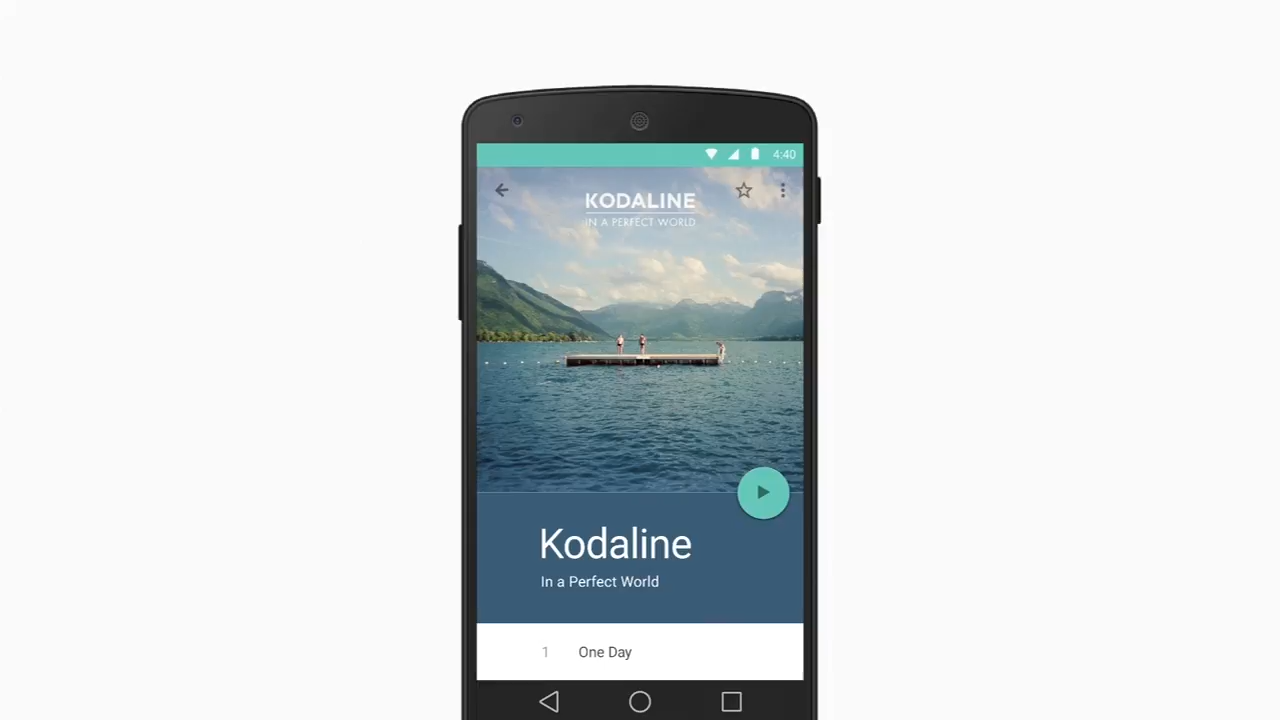 4:40
KODALINE
IN A PERFECT WORLD
Kodaline
In a Perfect World
1 One Day